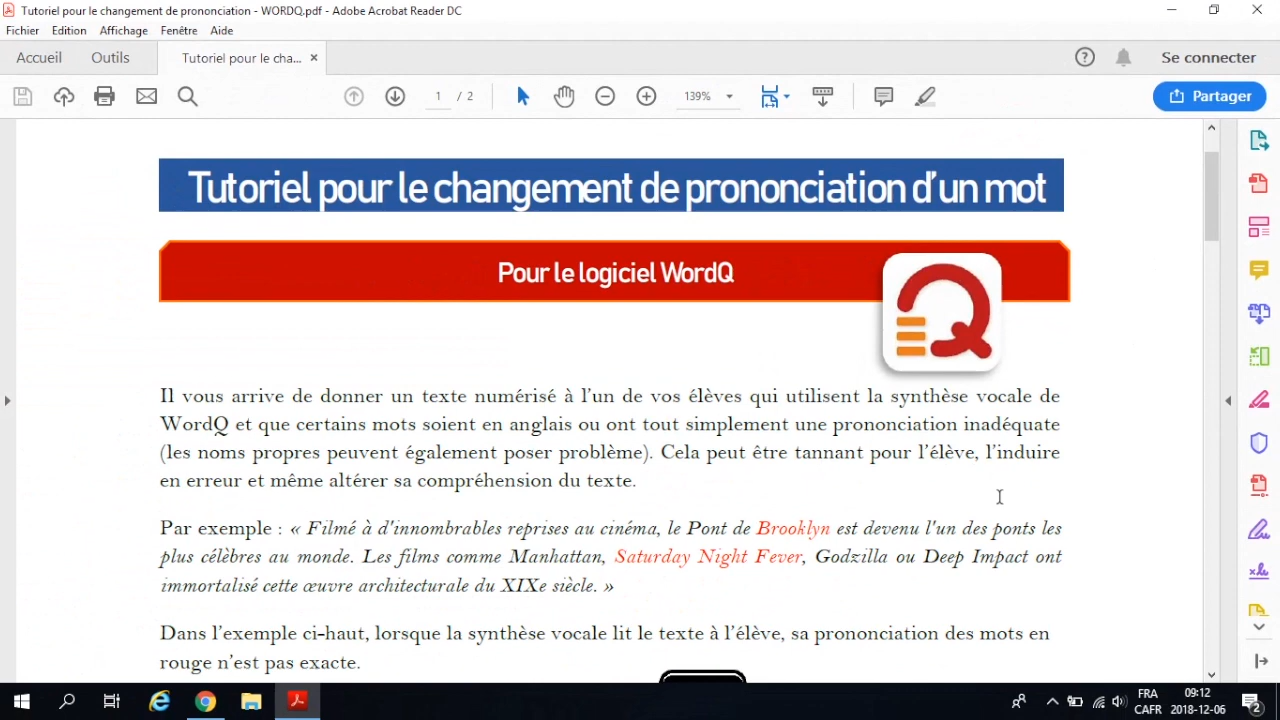 Tutoriel pour le changement de prononciation - WORDQ.pdf - Adobe Acrobat Reader DC
Fichier Edition Affichage Fenêtre Aide
Accueil Outils Tutoriel pour le cha... × Se connecter
1 / 2 139% Partager
Tutoriel pour le changement de prononciation d'un mot
Pour le logiciel WordQ
Il vous arrive de donner un texte numérisé à l'un de vos élèves qui utilisent la synthèse vocale de
WordQ et que certains mots soient en anglais ou ont tout simplement une prononciation inadéquate
(les noms propres peuvent également poser problème). Cela peut être tannant pour l'élève, l'induire
en erreur et même altérer sa compréhension du texte.
Par exemple : « Filmé à d'innombrables reprises au cinéma, le Pont de Brooklyn est devenu l'un des ponts les
plus célèbres au monde. Les films comme Manhattan, Saturday Night Fever, Godzilla ou Deep Impact ont
immortalisé cette œuvre architecturale du XIXe siècle. »
Dans l'exemple ci-haut, lorsque la synthèse vocale lit le texte à l'élève, sa prononciation des mots en
rouge n'est pas exacte.
FRA 09:12
CAFR 2018-12-06 2